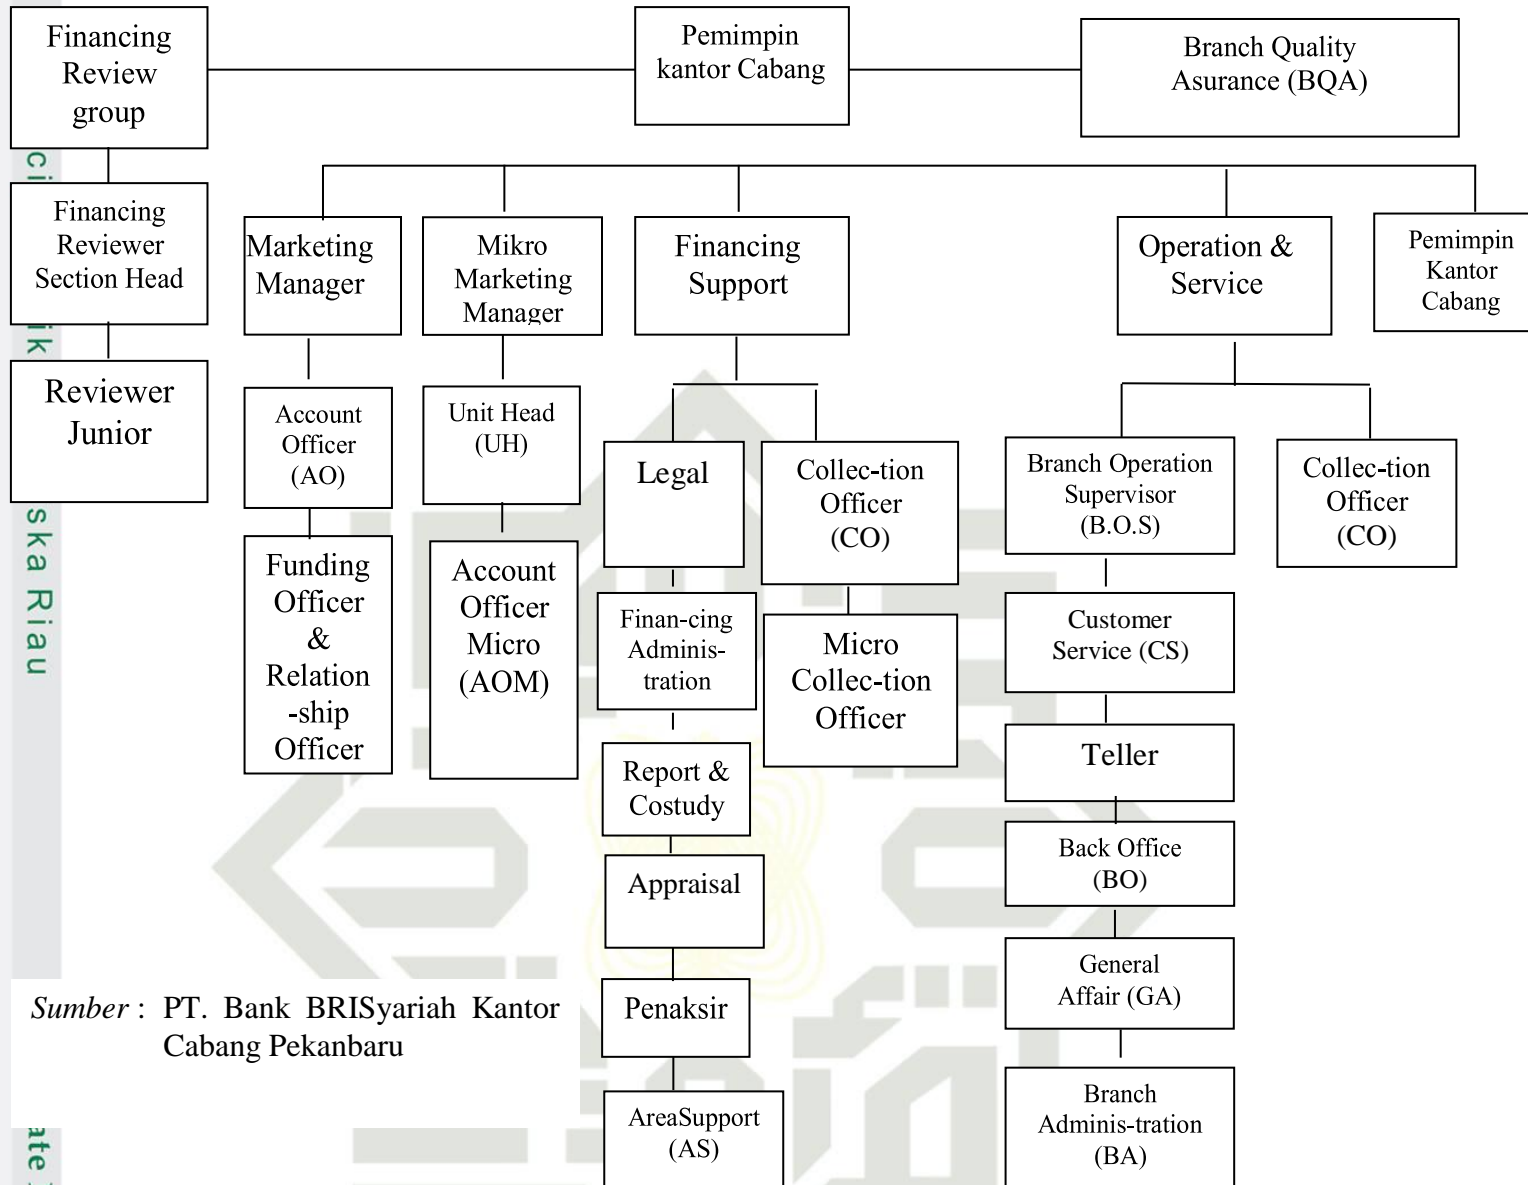 Financing
Review
group
Pemimpin
kantor Cabang
Branch Quality
Asurance (BQA)
Financing
Reviewer
Section Head
Marketing
Manager
Mikro
Marketing
Manager
Financing
Support
Operation &
Service
Pemimpin
Kantor
Cabang
Reviewer
Junior
Account
Officer
(AO)
Unit Head
(UH)
Legal
Collec-tion
Officer
(CO)
Branch Operation
Supervisor
(B.O.S)
Collec-tion
Officer
(CO)
Funding
Officer
&
Relation
-ship
Officer
Account
Officer
Micro
(AOM)
Finan-cing
Adminis-
tration
Micro
Collec-tion
Officer
Customer
Service (CS)
Report &
Costudy
Teller
Appraisal
Back Office
(BO)
Penaksir
General
Affair (GA)
AreaSupport
(AS)
Branch
Adminis-tration
(BA)
Sumber : PT. Bank BRISyariah Kantor
Cabang Pekanbaru
ska Riau